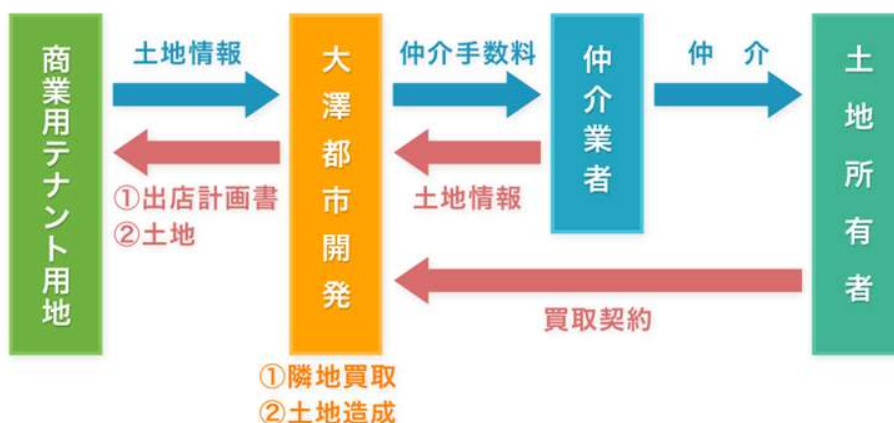 商業用テナント用地
土地情報
①出店計画書
②土地
大澤都市開発
①隣地買取
②土地造成
仲介手数料
土地情報
仲介業者
仲　介
買取契約
土地所有者